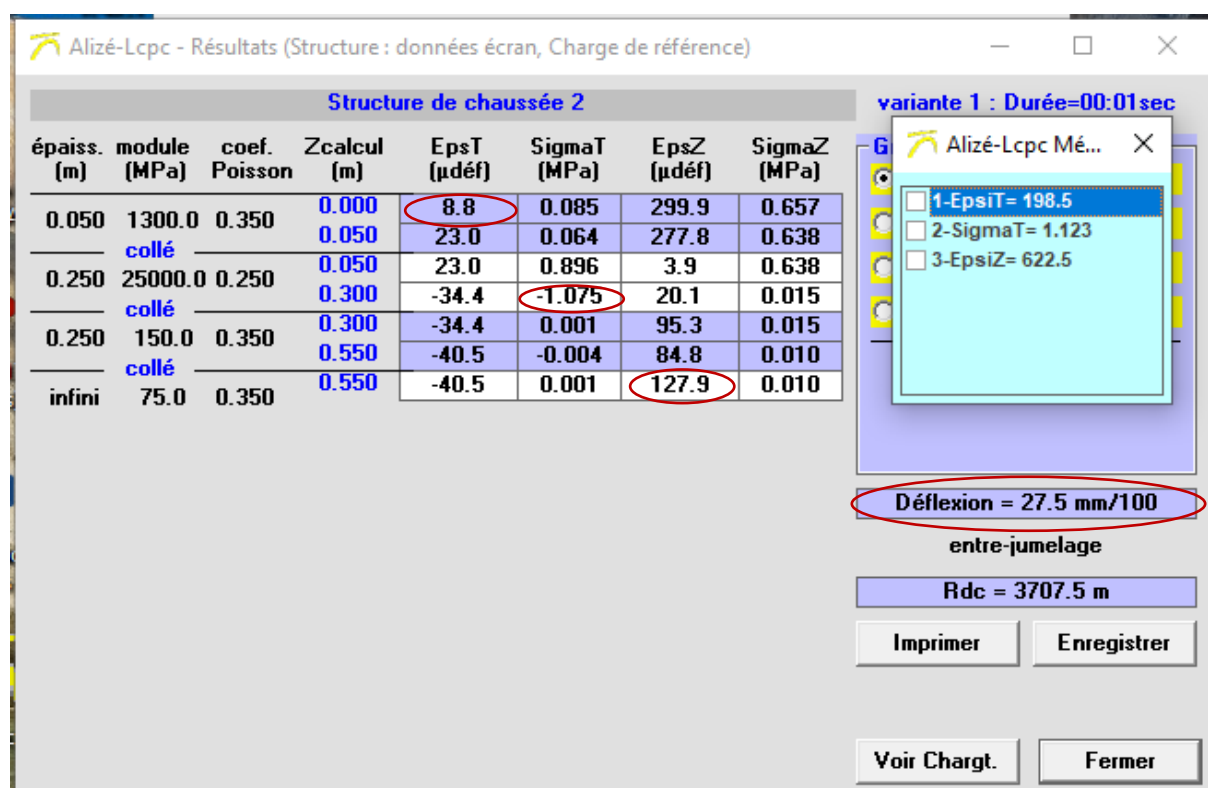 Alizé-Lcpc - Résultats (Structure : données écran, Charge de référence)
Structure de chaussée 2
variante 1 : Durée=00:01sec
épaiss. module coef. Zcalcul EpsT SigmaT EpsZ SigmaZ
(m) (MPa) Poisson (m) (µdéf) (MPa) (µdéf) (MPa)
0.000 8.8 0.085 299.9 0.657
0.050 1300.0 0.350
0.050 23.0 0.064 277.8 0.638
collé
0.050 23.0 0.896 3.9 0.638
0.250 25000.0 0.250
0.300 -34.4 -1.075 20.1 0.015
collé
0.300 -34.4 0.001 95.3 0.015
0.250 150.0 0.350
0.550 -40.5 -0.004 84.8 0.010
collé
0.550 -40.5 0.001 127.9 0.010
infini 75.0 0.350
G
Alizé-Lcpc Mé...
1-EpsiT= 198.5
2-SigmaT= 1.123
3-EpsiZ= 622.5
Déflexion = 27.5 mm/100
entre-jumelage
Rdc = 3707.5 m
Imprimer Enregistrer
Voir Chargt. Fermer